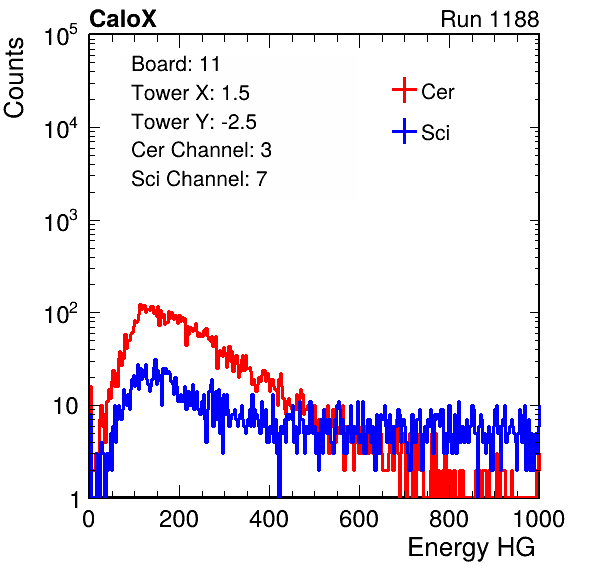 CaloX Run 1188
Counts
Board: 11
Tower X: 1.5
Tower Y: -2.5
Cer Channel: 3
Sci Channel: 7
Cer
Sci
10^5
10^4
10^3
10^2
10
1
0 200 400 600 800 1000
Energy HG